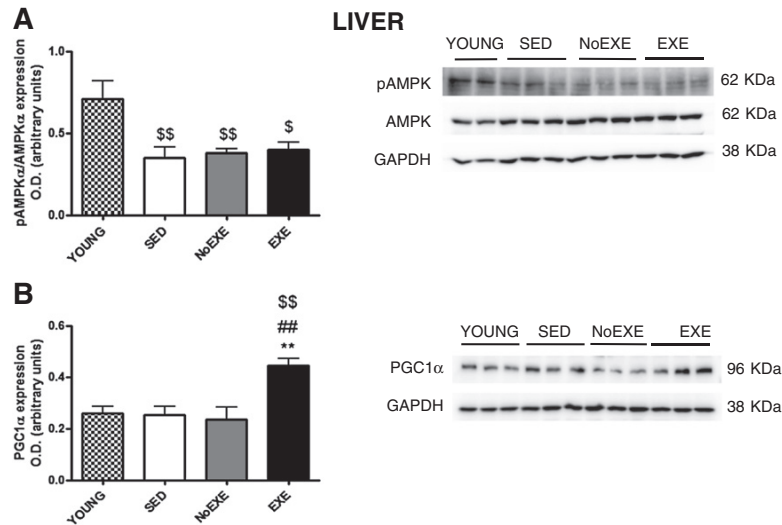 A
LIVER
pAMPKα/AMPKα expression
O.D. (arbitrary units)
1.0
0.5
0.0
$$
$$
$
YOUNG
SED
NoEXE
EXE
YOUNG SED NoEXE EXE
pAMPK 62 KDa
AMPK 62 KDa
GAPDH 38 KDa
B
PGC1α expression
O.D. (arbitrary units)
0.6
0.4
0.2
0.0
$$
##
**
YOUNG
SED
NoEXE
EXE
YOUNG SED NoEXE EXE
PGC1α 96 KDa
GAPDH 38 KDa